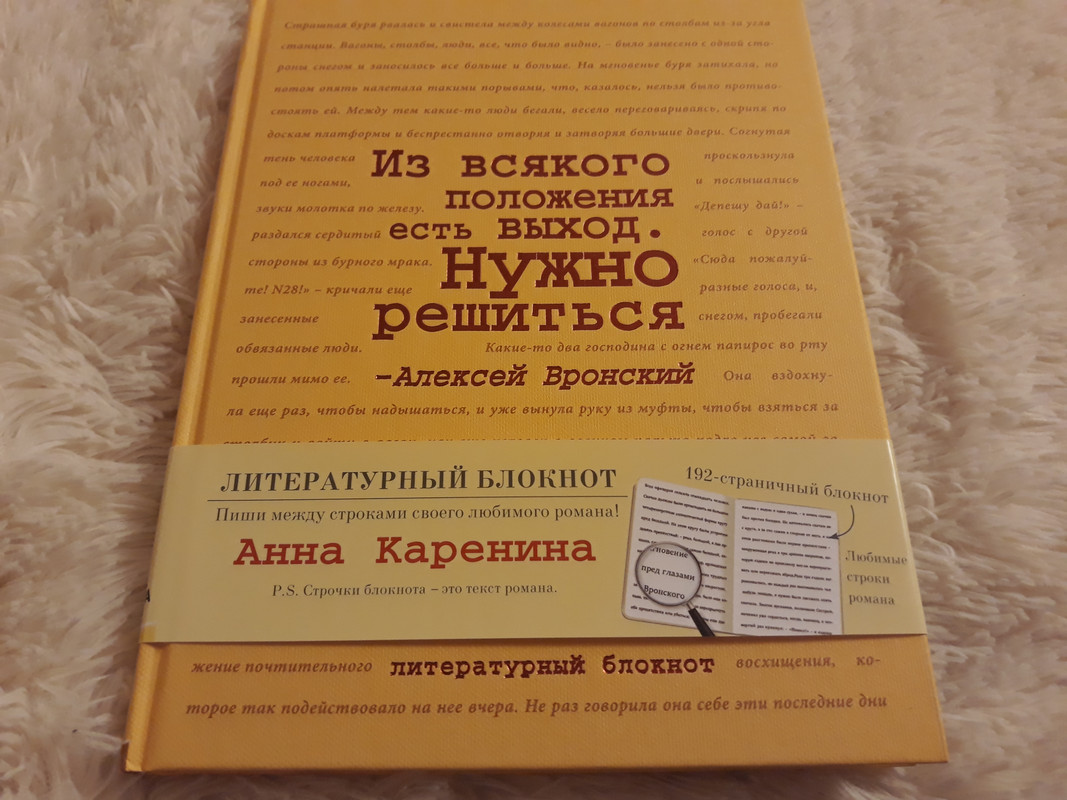 Страшная буря рвалась и свистела между колесами вагонов по столбам из-за угла
станции. Вагоны, столбы, люди, все, что было видно, – было занесено с одной сто-
роны снегом и заносилось все больше и больше. На мгновенье буря затихала, но
потом опять налетала такими порывами, что, казалось, нельзя было противо-
стоять ей. Между тем какие-то люди бегали, весело переговариваясь, скрипя по
доскам платформы и беспрестанно отворяя и затворяя большие двери. Согнутая
тень человека Из всякого проскользнула
под ее ногами, положения и послышались
звуки молотка по железу. «Депешу дай!» –
раздался сердитый есть выход. голос с другой
стороны из бурного мрака. Нужно «Сюда пожалуй-
те! N28!» – кричали еще разные голоса, и,
занесенные решиться снегом, пробегали
обвязанные люди. Какие-то два господина с огнем папирос во рту
прошли мимо ее. –Алексей Вронский Она вздохну-
ла еще раз, чтобы надышаться, и уже вынула руку из муфты, чтобы взяться за
ЛИТЕРАТУРНЫЙ БЛОКНОТ
Пиши между строками своего любимого романа!
Анна Каренина
P.S. Строчки блокнота – это текст романа.
192-страничный блокнот
Любимые
строки
романа
мгновение
пред глазами
Вронского
жение почтительного литературный блокнот восхищения, ко-
торое так подействовало на нее вчера. Не раз говорила она себе эти последние дни